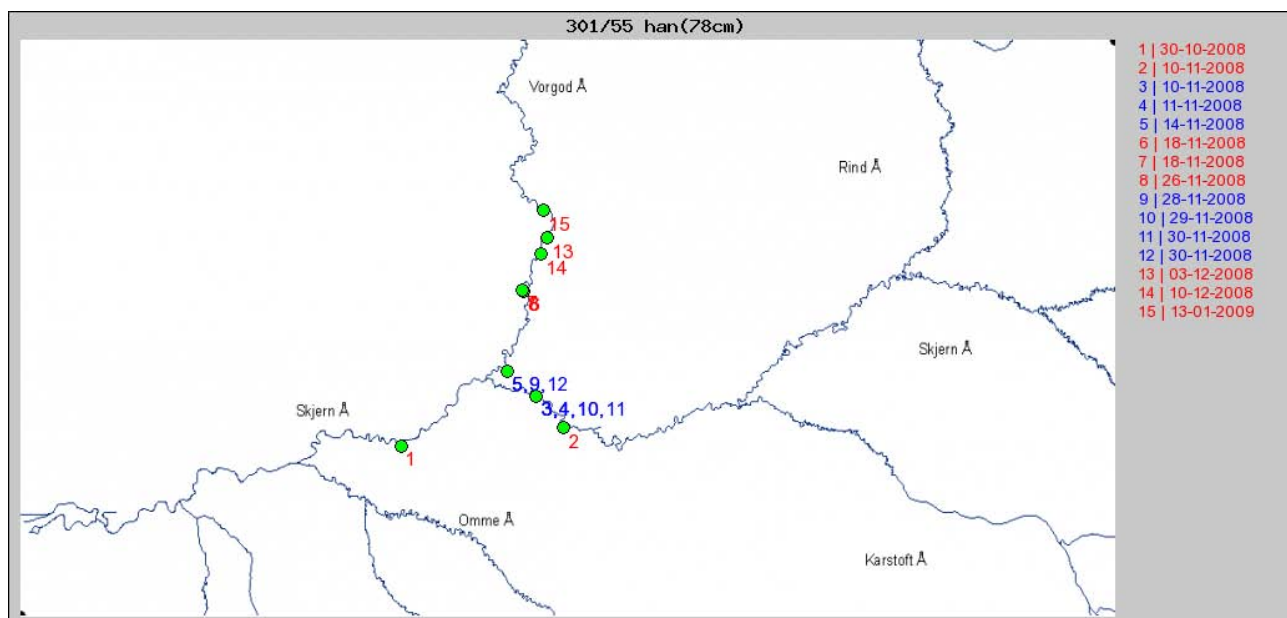 301/55 han(78cm)
Vorgod Å
Rind Å
15
13
14
8
Skjern Å
5,9,12
Skjern Å
3,4,10,11
2
1
Omme Å
Karstoft Å
1 | 30-10-2008
2 | 10-11-2008
3 | 10-11-2008
4 | 11-11-2008
5 | 14-11-2008
6 | 18-11-2008
7 | 18-11-2008
8 | 26-11-2008
9 | 28-11-2008
10 | 29-11-2008
11 | 30-11-2008
12 | 30-11-2008
13 | 03-12-2008
14 | 10-12-2008
15 | 13-01-2009